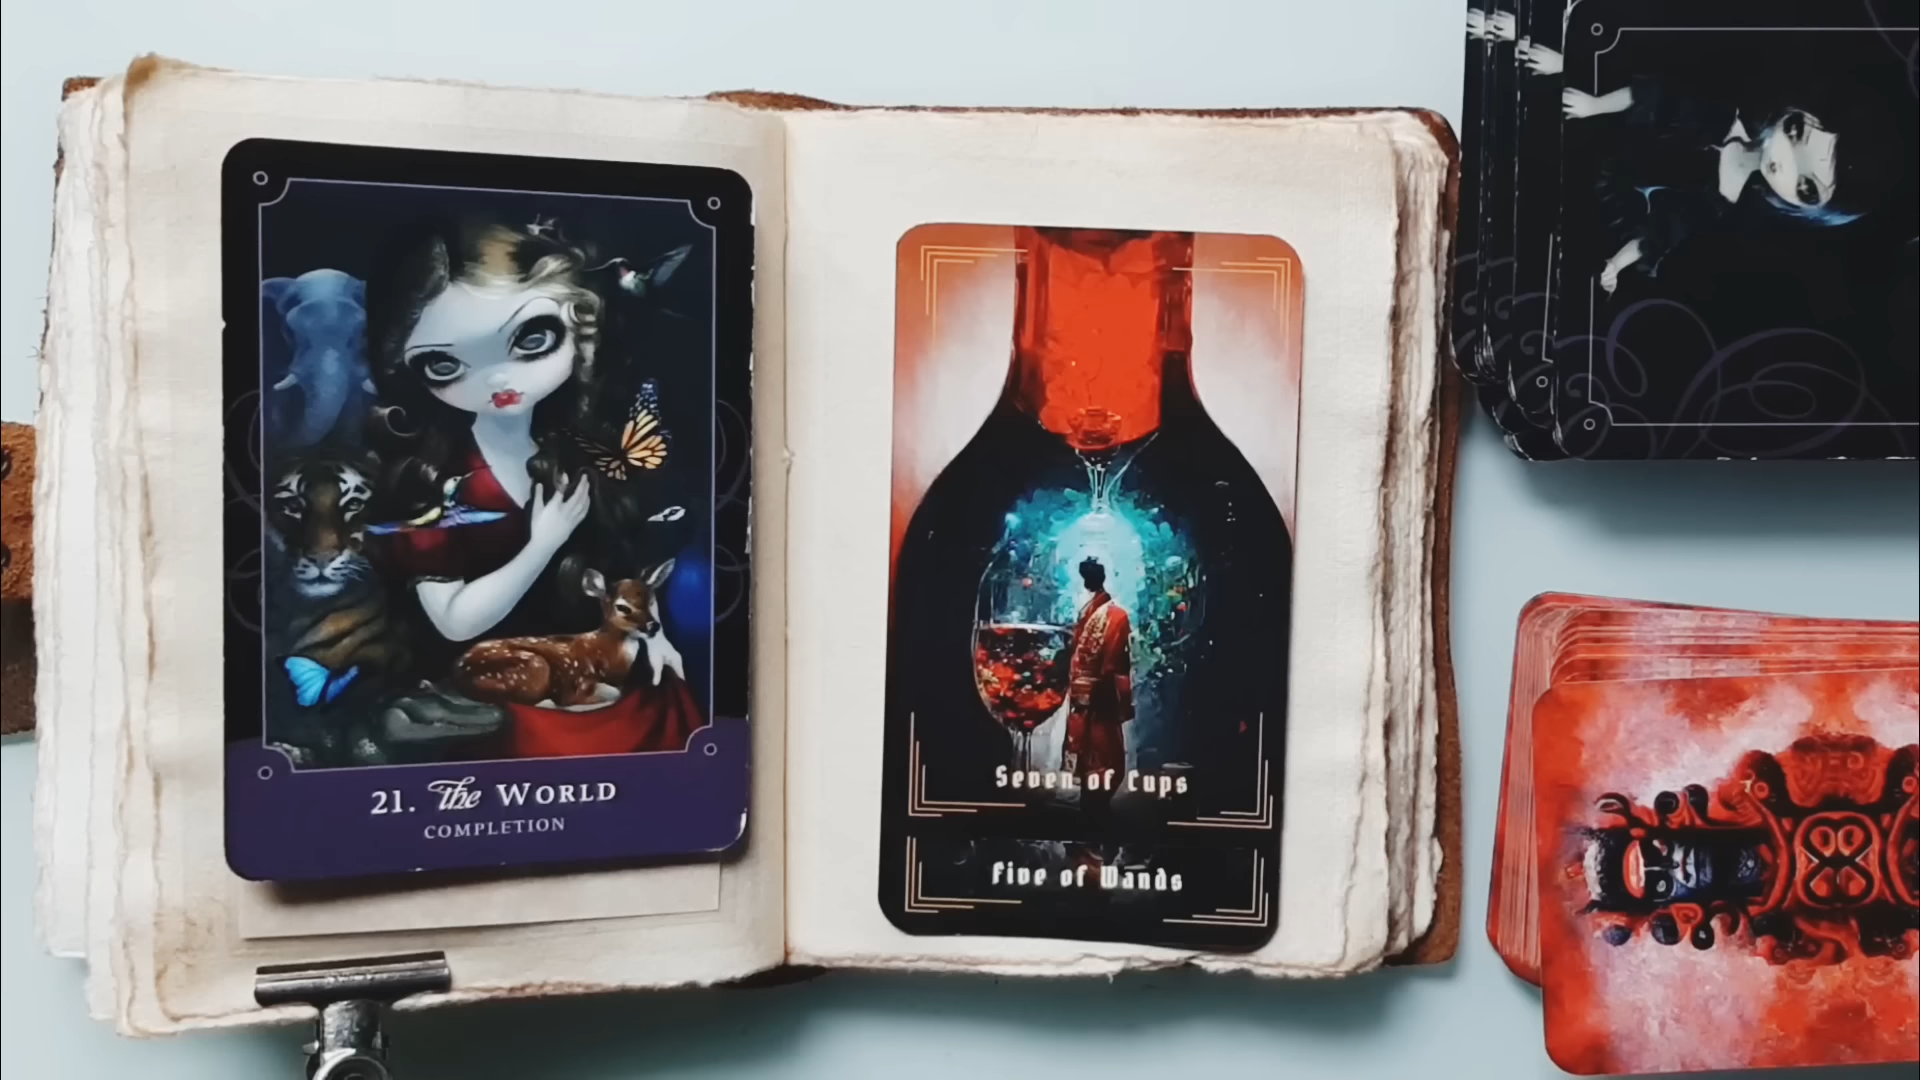 21. the WORLD
COMPLETION
Seven of Cups
Five of Wands